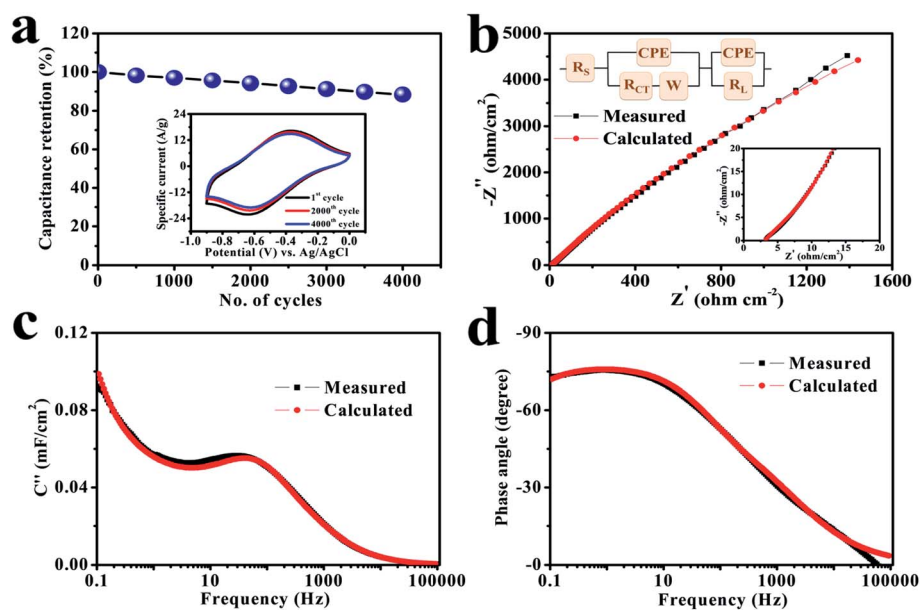 a
Capacitance retention (%)
120
100
80
60
40
20
0
0 500 1000 1500 2000 2500 3000 3500 4000
No. of cycles
Specific current (A/g)
24
12
0
-12
-24
-1.0 -0.8 -0.6 -0.4 -0.2 0.0
Potential (V) vs. Ag/AgCl
1st cycle
2000th cycle
4000th cycle
b
-Z'' (ohm/cm²)
5000
4000
3000
2000
1000
0
0 400 800 1200 1600
Z' (ohm cm-2)
RS
CPE
RCT W
CPE
RL
Measured
Calculated
-Z'' (ohm/cm²)
20
15
10
5
0
0 5 10 15 20
Z' (ohm/cm²)
c
C'' (mF/cm²)
0.12
0.08
0.04
0.00
0.1 10 1000 100000
Frequency (Hz)
Measured
Calculated
d
Phase angle (degree)
-90
-60
-30
-0
0.1 10 1000 100000
Frequency (Hz)
Measured
Calculated